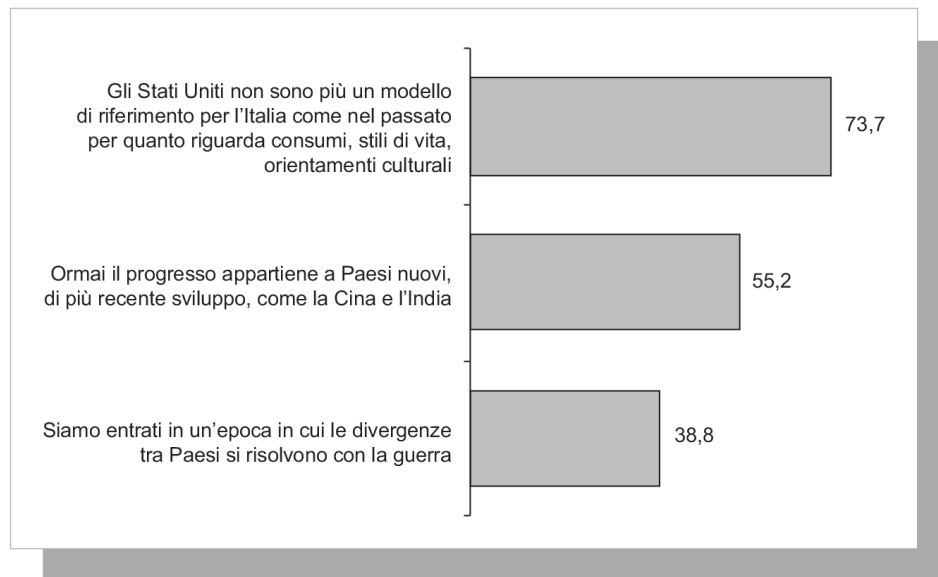 Gli Stati Uniti non sono più un modello
di riferimento per l’Italia come nel passato
per quanto riguarda consumi, stili di vita,
orientamenti culturali
73,7
Ormai il progresso appartiene a Paesi nuovi,
di più recente sviluppo, come la Cina e l’India
55,2
Siamo entrati in un’epoca in cui le divergenze
tra Paesi si risolvono con la guerra
38,8